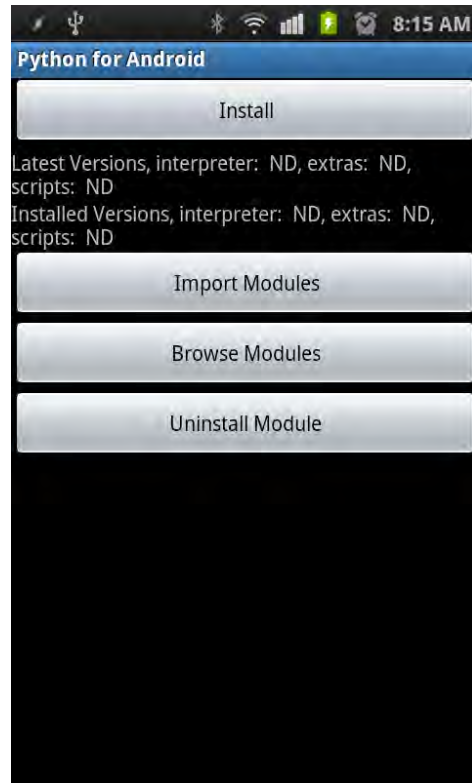 8:15 AM
Python for Android
Install
Latest Versions, interpreter: ND, extras: ND,
scripts: ND
Installed Versions, interpreter: ND, extras: ND,
scripts: ND
Import Modules
Browse Modules
Uninstall Module